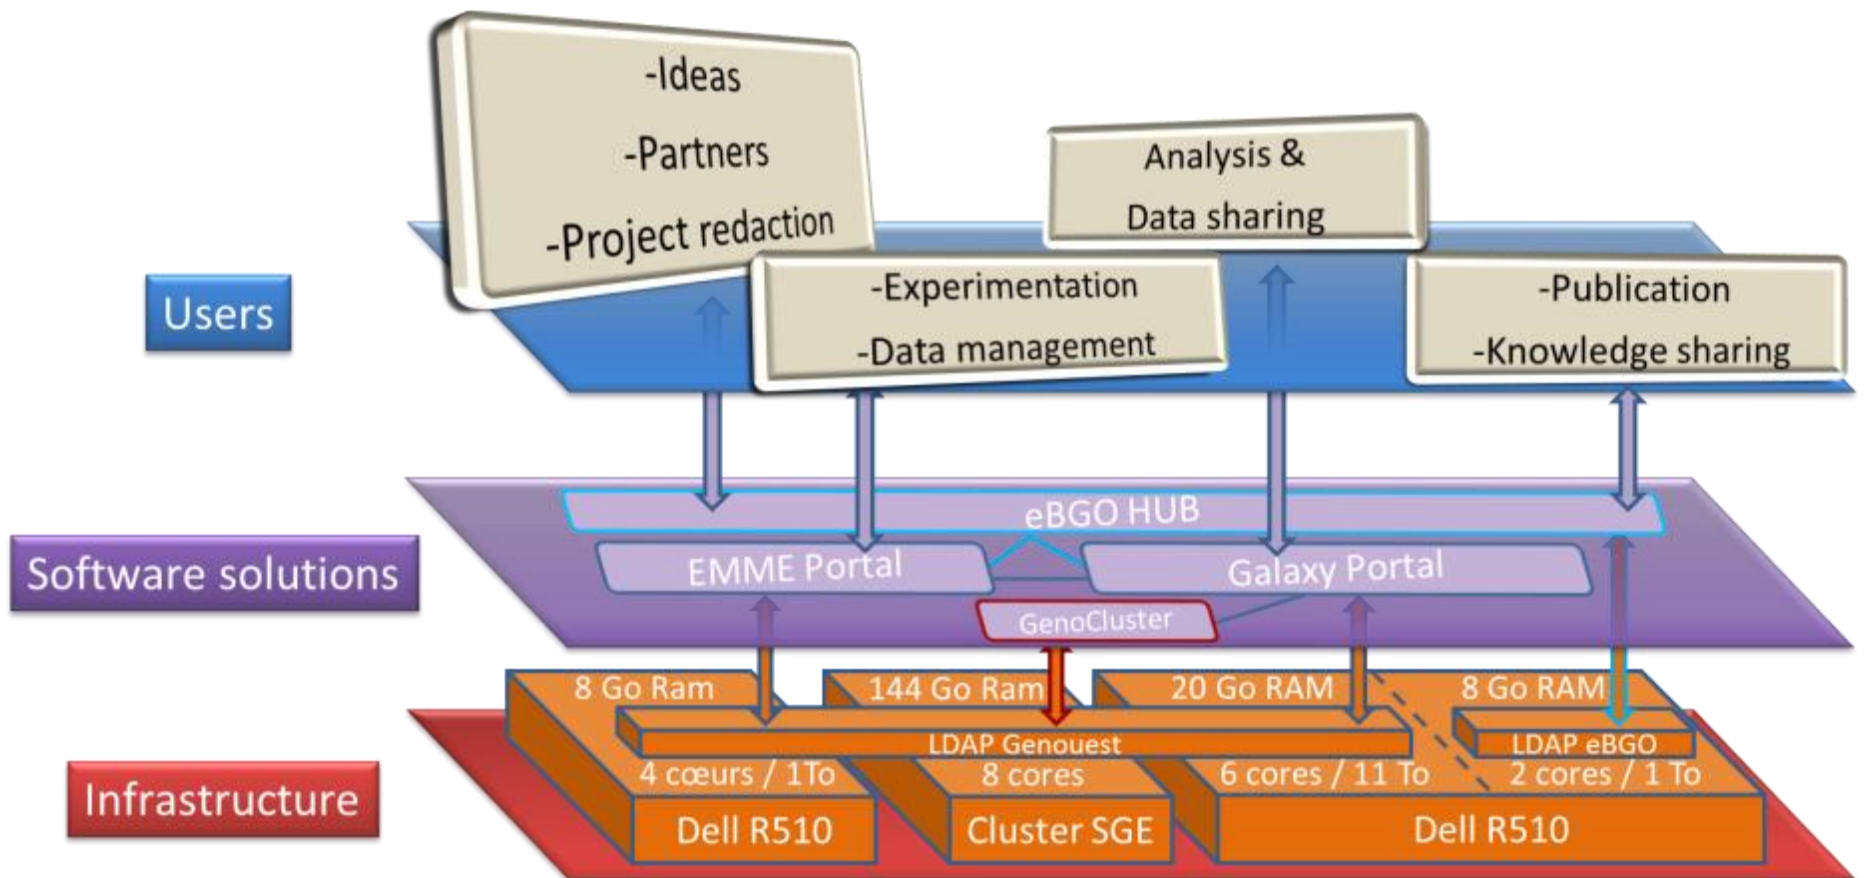 -Ideas
-Partners
-Project redaction
Analysis &
Data sharing
Users
-Experimentation
-Data management
-Publication
-Knowledge sharing
Software solutions
eBGO HUB
EMME Portal
Galaxy Portal
GenoCluster
Infrastructure
8 Go Ram
144 Go Ram
20 Go RAM
8 Go RAM
LDAP Genouest
LDAP eBGO
4 cœurs / 1To
8 cores
6 cores / 11 To
2 cores / 1 To
Dell R510
Cluster SGE
Dell R510